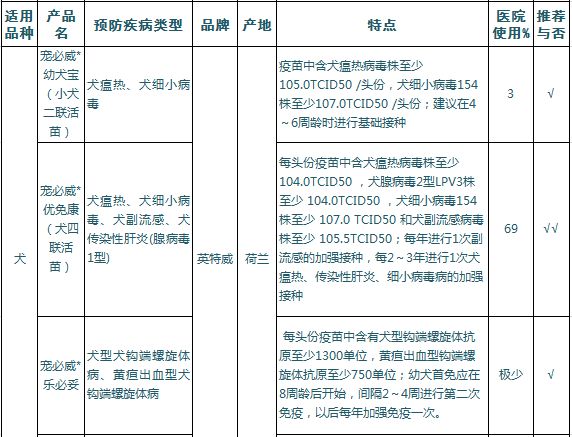 适用品种
产品名
预防疾病类型
品牌
产地
特点
医院使用%
推荐与否
犬
宠必威*
幼犬宝
（小犬
二联活
苗）
犬瘟热、犬细小病
毒
英特威
荷兰
疫苗中含犬瘟热病毒株至少
105.0TCID50 /头份，犬细小病毒154
株至少107.0TCID50 /头份；建议在4
～6周龄时进行基础接种
3
√
宠必威*
优免康
（犬四
联活
苗）
犬瘟热、犬细小病
毒、犬副流感、犬
传染性肝炎(腺病毒
1型)
每头份疫苗中含犬瘟热病毒株至少
104.0TCID50 ，犬腺病毒2型LPV3株
至少 104.0TCID50 ，犬细小病毒154
株至少 107.0 TCID50 和犬副流感病毒
株至少 105.5TCID50；每年进行1次副
流感的加强接种，每2～3年进行1次犬
瘟热、传染性肝炎、细小病毒病的加强
接种
69
√√
宠必威*
乐必妥
犬型犬钩端螺旋体
病、黄疸出血型犬
钩端螺旋体病
每头份疫苗中含有犬型钩端螺旋体抗
原至少1300单位，黄疸出血型钩端螺
旋体抗原至少750单位；幼犬首免应在
8周龄后开始，间隔2～4周进行第二次
免疫，以后每年加强免疫一次。
极少
√